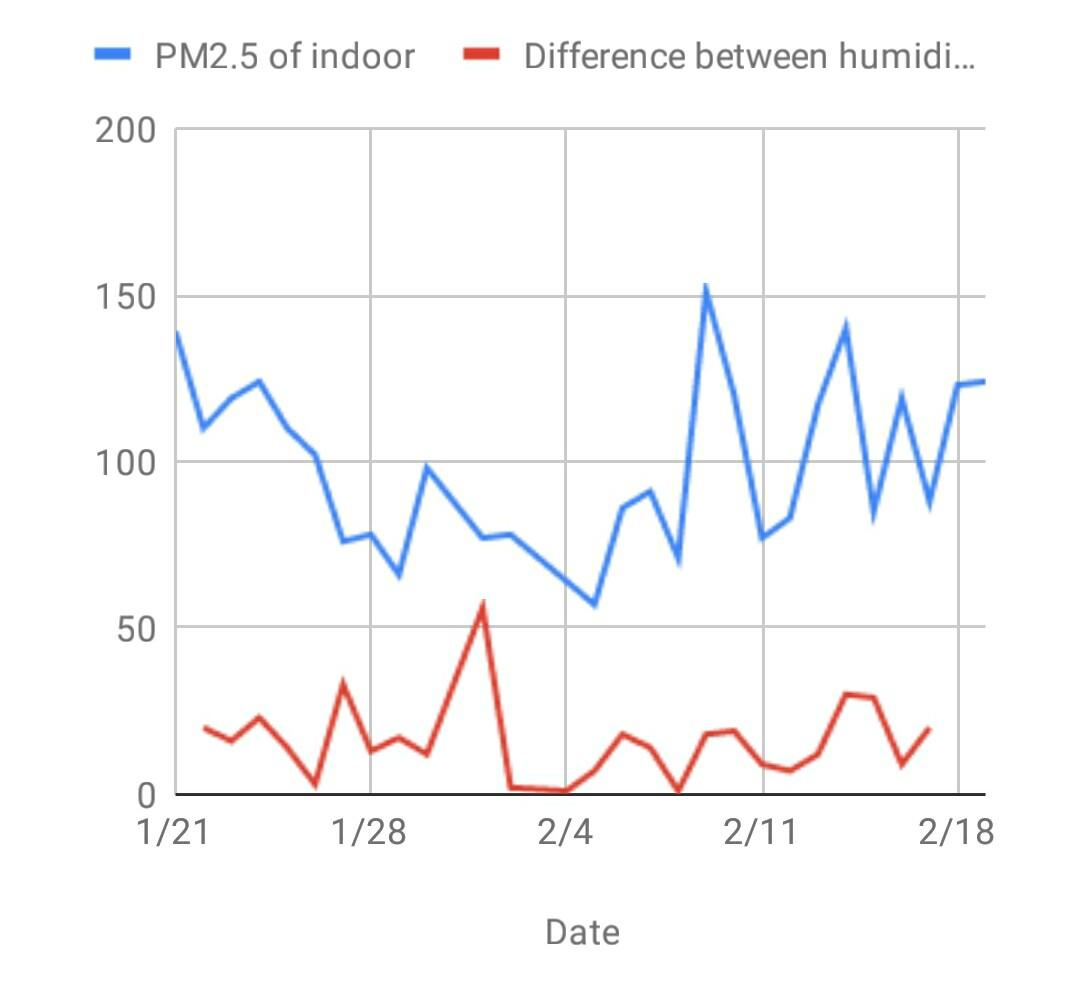 PM2.5 of indoor Difference between humidi...
200
150
100
50
0
1/21 1/28 2/4 2/11 2/18
Date